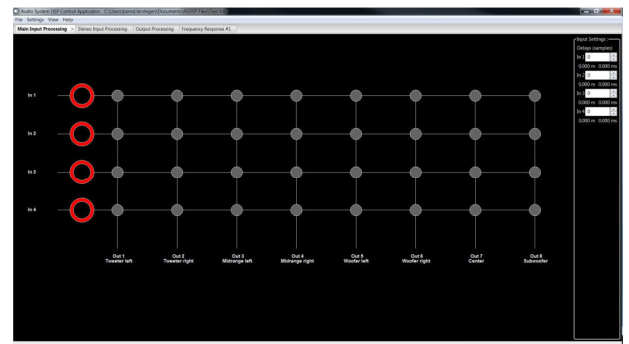 Audio System DSP Control Application
File Settings View Help
Main Input Processing × Stereo Input Processing Output Processing Frequency Response #1
Input Settings
Delays (samples)
In 1 0
0.000 m 0.000 ms
In 2 0
0.000 m 0.000 ms
In 3 0
0.000 m 0.000 ms
In 4 0
0.000 m 0.000 ms
In 1
In 2
In 3
In 4
Out 1 Out 2 Out 3 Out 4 Out 5 Out 6 Out 7 Out 8
Tweeter left Tweeter right Midrange left Midrange right Woofer left Woofer right Center Subwoofer